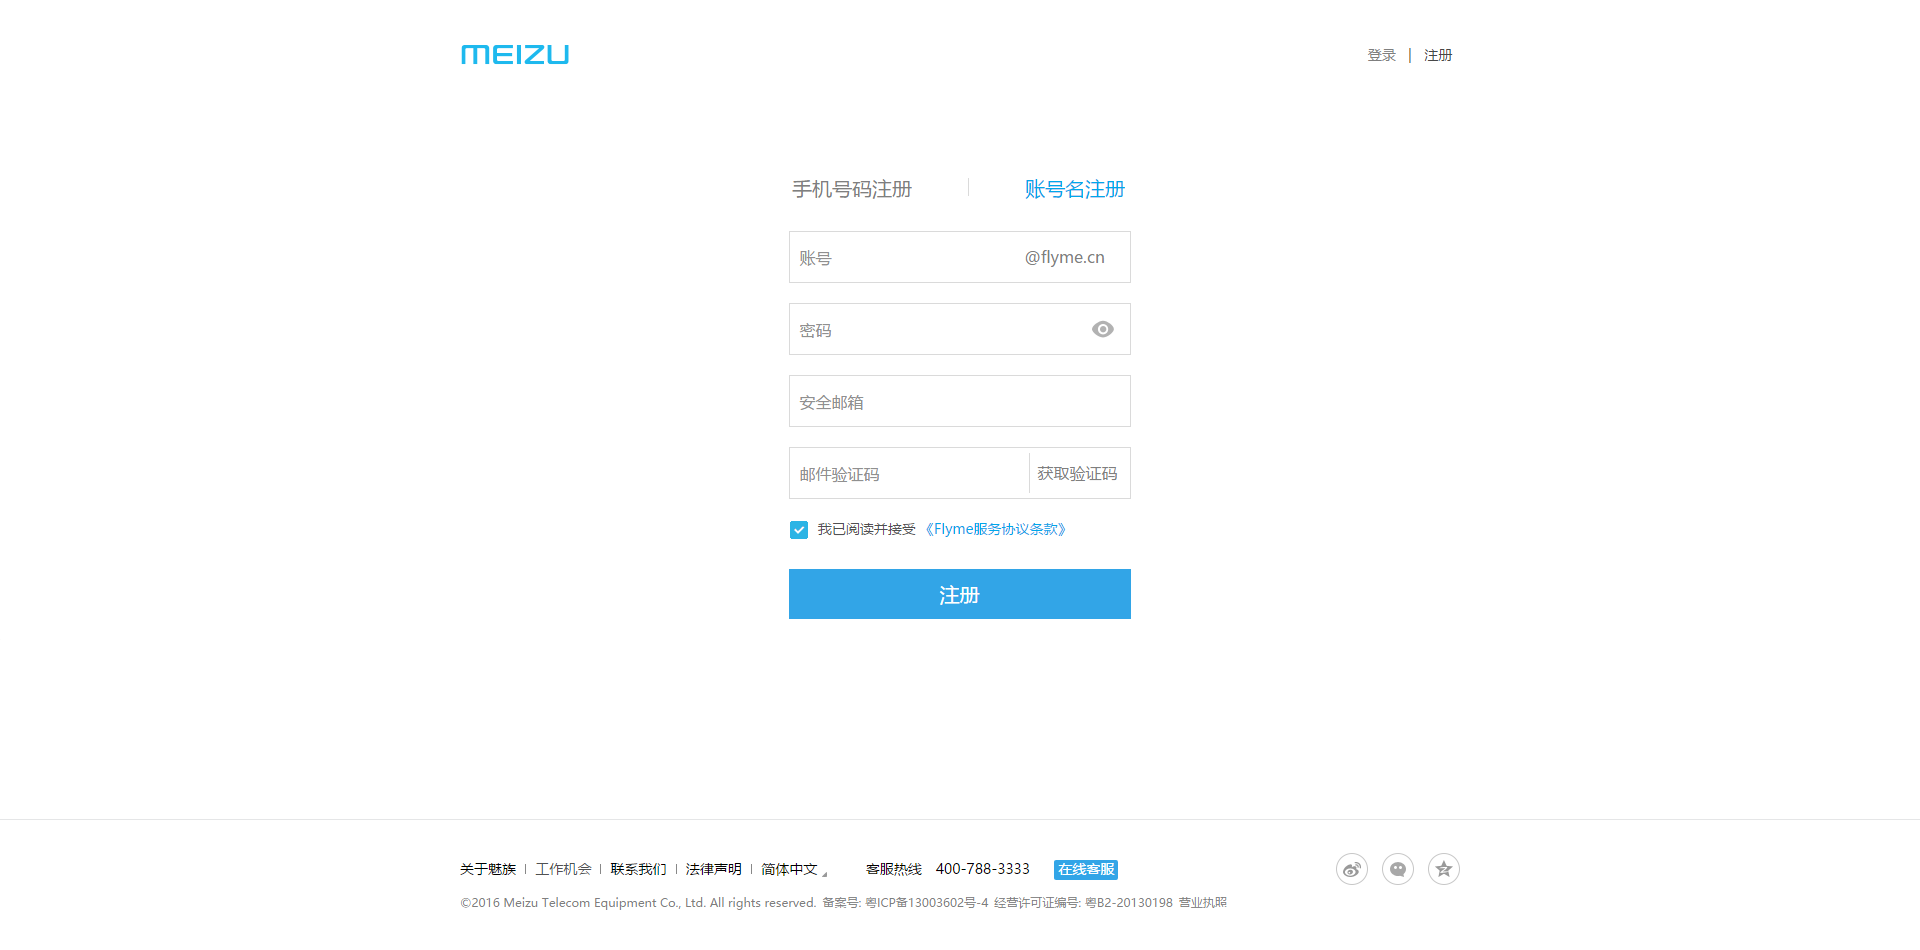 MEIZU
登录 | 注册
手机号码注册 账号名注册
账号 @flyme.cn
密码
安全邮箱
邮件验证码 获取验证码
我已阅读并接受 《Flyme服务协议条款》
注册
关于魅族 | 工作机会 | 联系我们 | 法律声明 | 简体中文 客服热线 400-788-3333 在线客服
©2016 Meizu Telecom Equipment Co., Ltd. All rights reserved. 备案号: 粤ICP备13003602号-4 经营许可证编号: 粤B2-20130198 营业执照